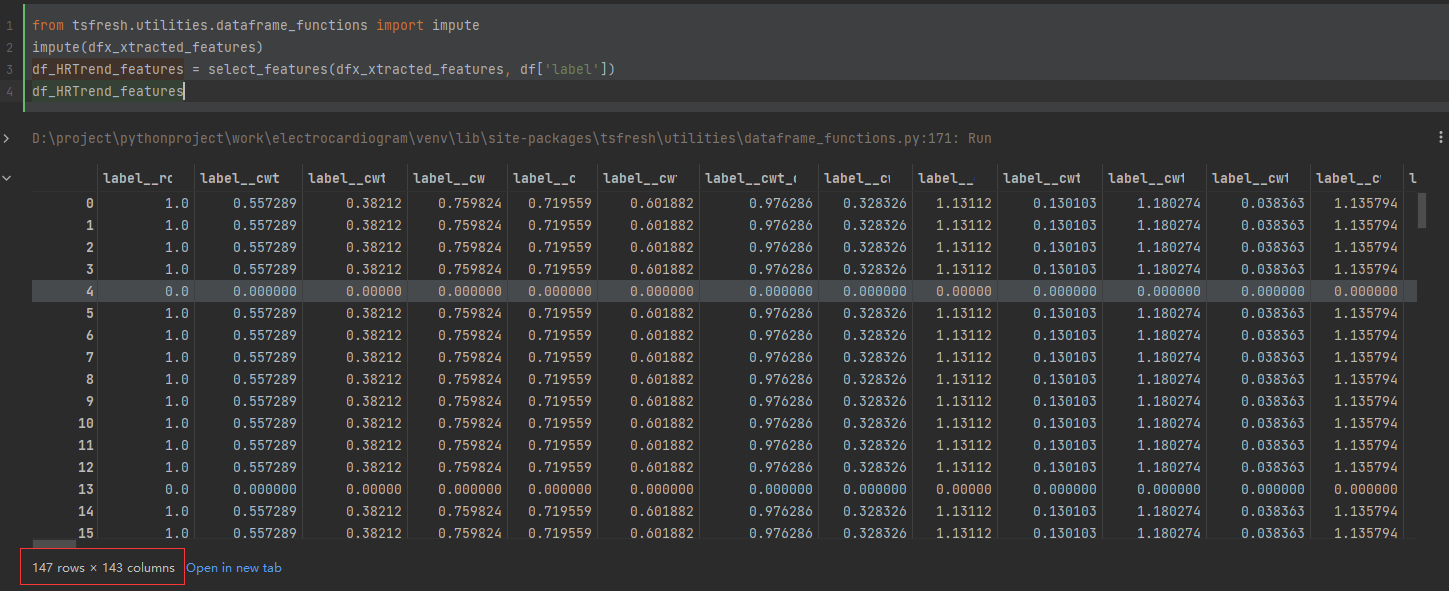 1 from tsfresh.utilities.dataframe_functions import impute
2 impute(dfx_xtracted_features)
3 df_HRTrend_features = select_features(dfx_xtracted_features, df['label'])
4 df_HRTrend_features
D:\project\pythonproject\work\electrocardiogram\venv\lib\site-packages\tsfresh\utilities\dataframe_functions.py:171: Run
label__rc label__cwt label__cwt label__cw label__c label__cw label__cwt_c label__c label__ label__cwt label__cwt label__cwt label__c l
0 1.0 0.557289 0.38212 0.759824 0.719559 0.601882 0.976286 0.328326 1.13112 0.130103 1.180274 0.038363 1.135794
1 1.0 0.557289 0.38212 0.759824 0.719559 0.601882 0.976286 0.328326 1.13112 0.130103 1.180274 0.038363 1.135794
2 1.0 0.557289 0.38212 0.759824 0.719559 0.601882 0.976286 0.328326 1.13112 0.130103 1.180274 0.038363 1.135794
3 1.0 0.557289 0.38212 0.759824 0.719559 0.601882 0.976286 0.328326 1.13112 0.130103 1.180274 0.038363 1.135794
4 0.0 0.000000 0.00000 0.000000 0.000000 0.000000 0.000000 0.000000 0.00000 0.000000 0.000000 0.000000 0.000000
5 1.0 0.557289 0.38212 0.759824 0.719559 0.601882 0.976286 0.328326 1.13112 0.130103 1.180274 0.038363 1.135794
6 1.0 0.557289 0.38212 0.759824 0.719559 0.601882 0.976286 0.328326 1.13112 0.130103 1.180274 0.038363 1.135794
7 1.0 0.557289 0.38212 0.759824 0.719559 0.601882 0.976286 0.328326 1.13112 0.130103 1.180274 0.038363 1.135794
8 1.0 0.557289 0.38212 0.759824 0.719559 0.601882 0.976286 0.328326 1.13112 0.130103 1.180274 0.038363 1.135794
9 1.0 0.557289 0.38212 0.759824 0.719559 0.601882 0.976286 0.328326 1.13112 0.130103 1.180274 0.038363 1.135794
10 1.0 0.557289 0.38212 0.759824 0.719559 0.601882 0.976286 0.328326 1.13112 0.130103 1.180274 0.038363 1.135794
11 1.0 0.557289 0.38212 0.759824 0.719559 0.601882 0.976286 0.328326 1.13112 0.130103 1.180274 0.038363 1.135794
12 1.0 0.557289 0.38212 0.759824 0.719559 0.601882 0.976286 0.328326 1.13112 0.130103 1.180274 0.038363 1.135794
13 0.0 0.000000 0.00000 0.000000 0.000000 0.000000 0.000000 0.000000 0.00000 0.000000 0.000000 0.000000 0.000000
14 1.0 0.557289 0.38212 0.759824 0.719559 0.601882 0.976286 0.328326 1.13112 0.130103 1.180274 0.038363 1.135794
15 1.0 0.557289 0.38212 0.759824 0.719559 0.601882 0.976286 0.328326 1.13112 0.130103 1.180274 0.038363 1.135794
147 rows × 143 columns Open in new tab